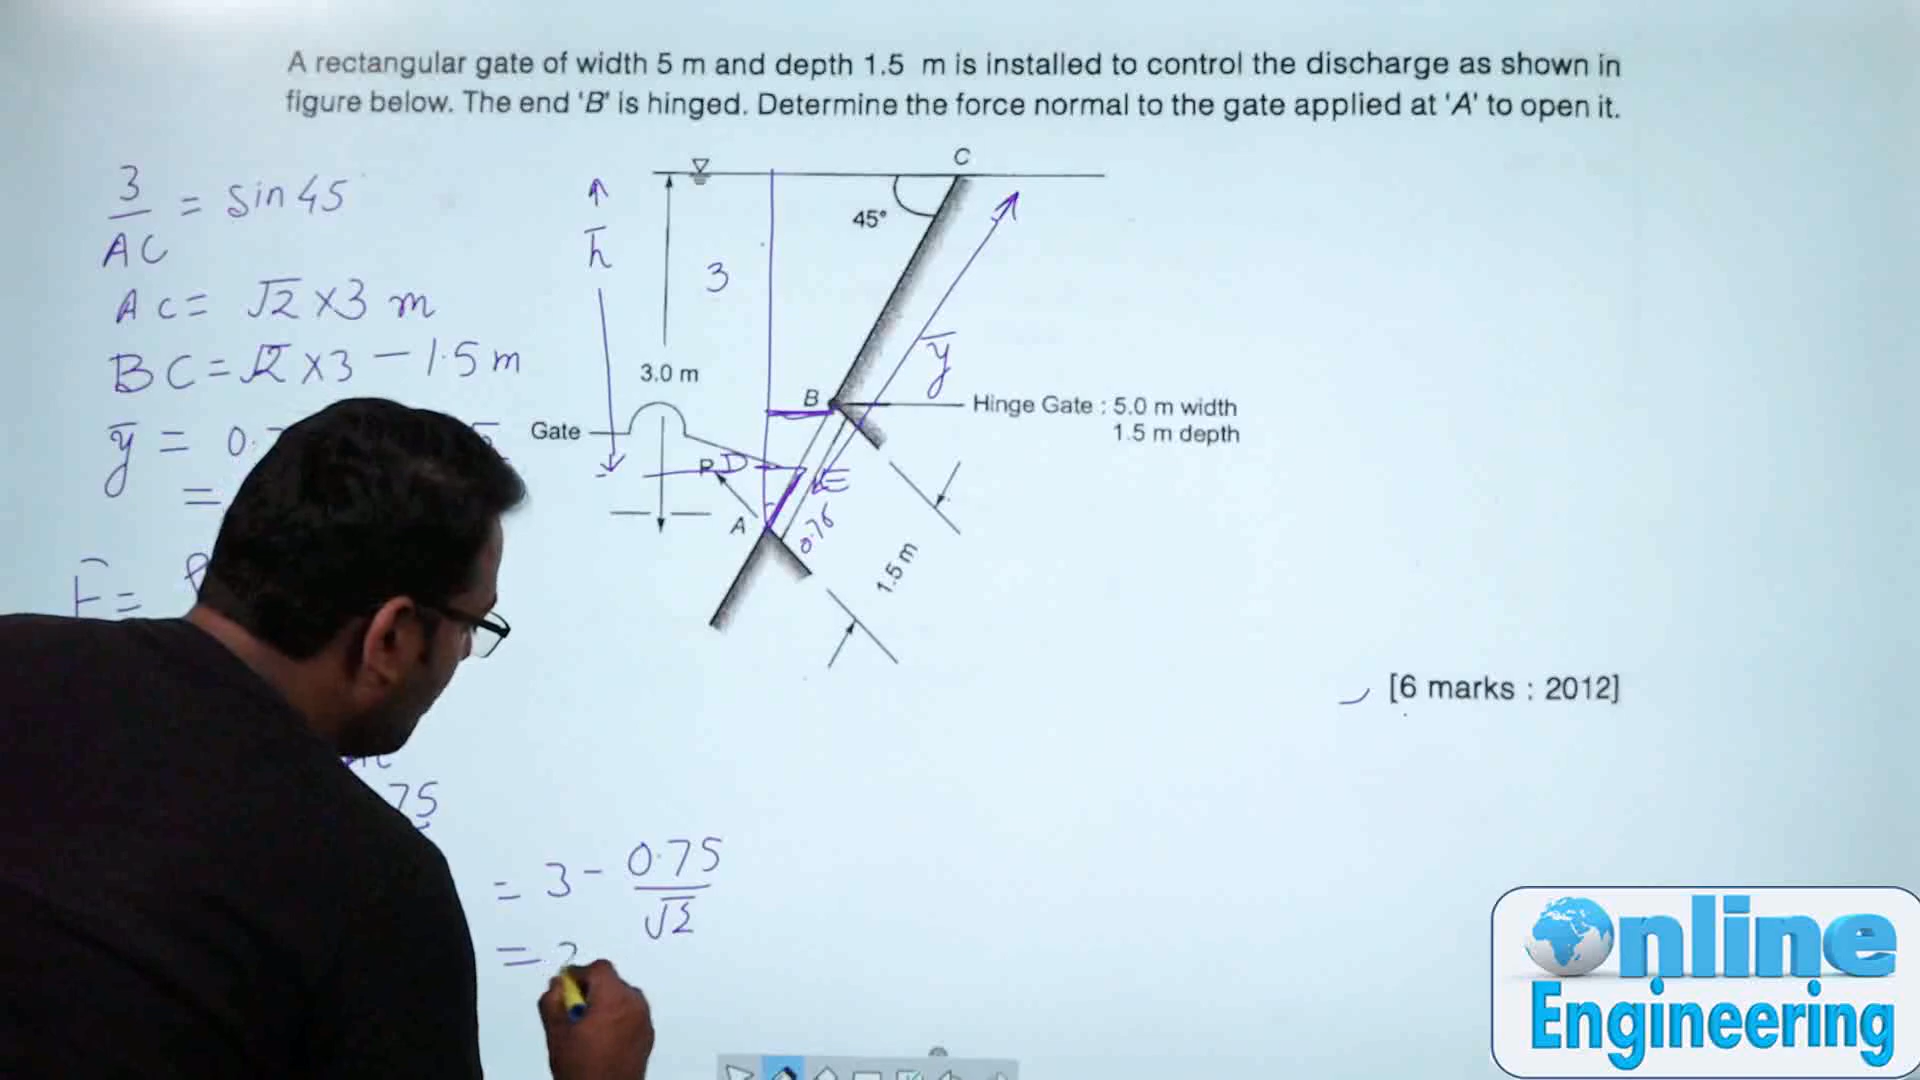 A rectangular gate of width 5 m and depth 1.5 m is installed to control the discharge as shown in
figure below. The end 'B' is hinged. Determine the force normal to the gate applied at 'A' to open it.
3/AC = Sin 45
AC = √2 × 3 m
BC = √2 × 3 – 1.5 m
y̅ = 0.
=
F =
75
= 3 - 0.75/√2
=
C
45°
h̅
3
3.0 m
y̅
B
Hinge Gate : 5.0 m width
1.5 m depth
Gate
P D
E
A
0.75
1.5 m
[6 marks : 2012]
Online
Engineering